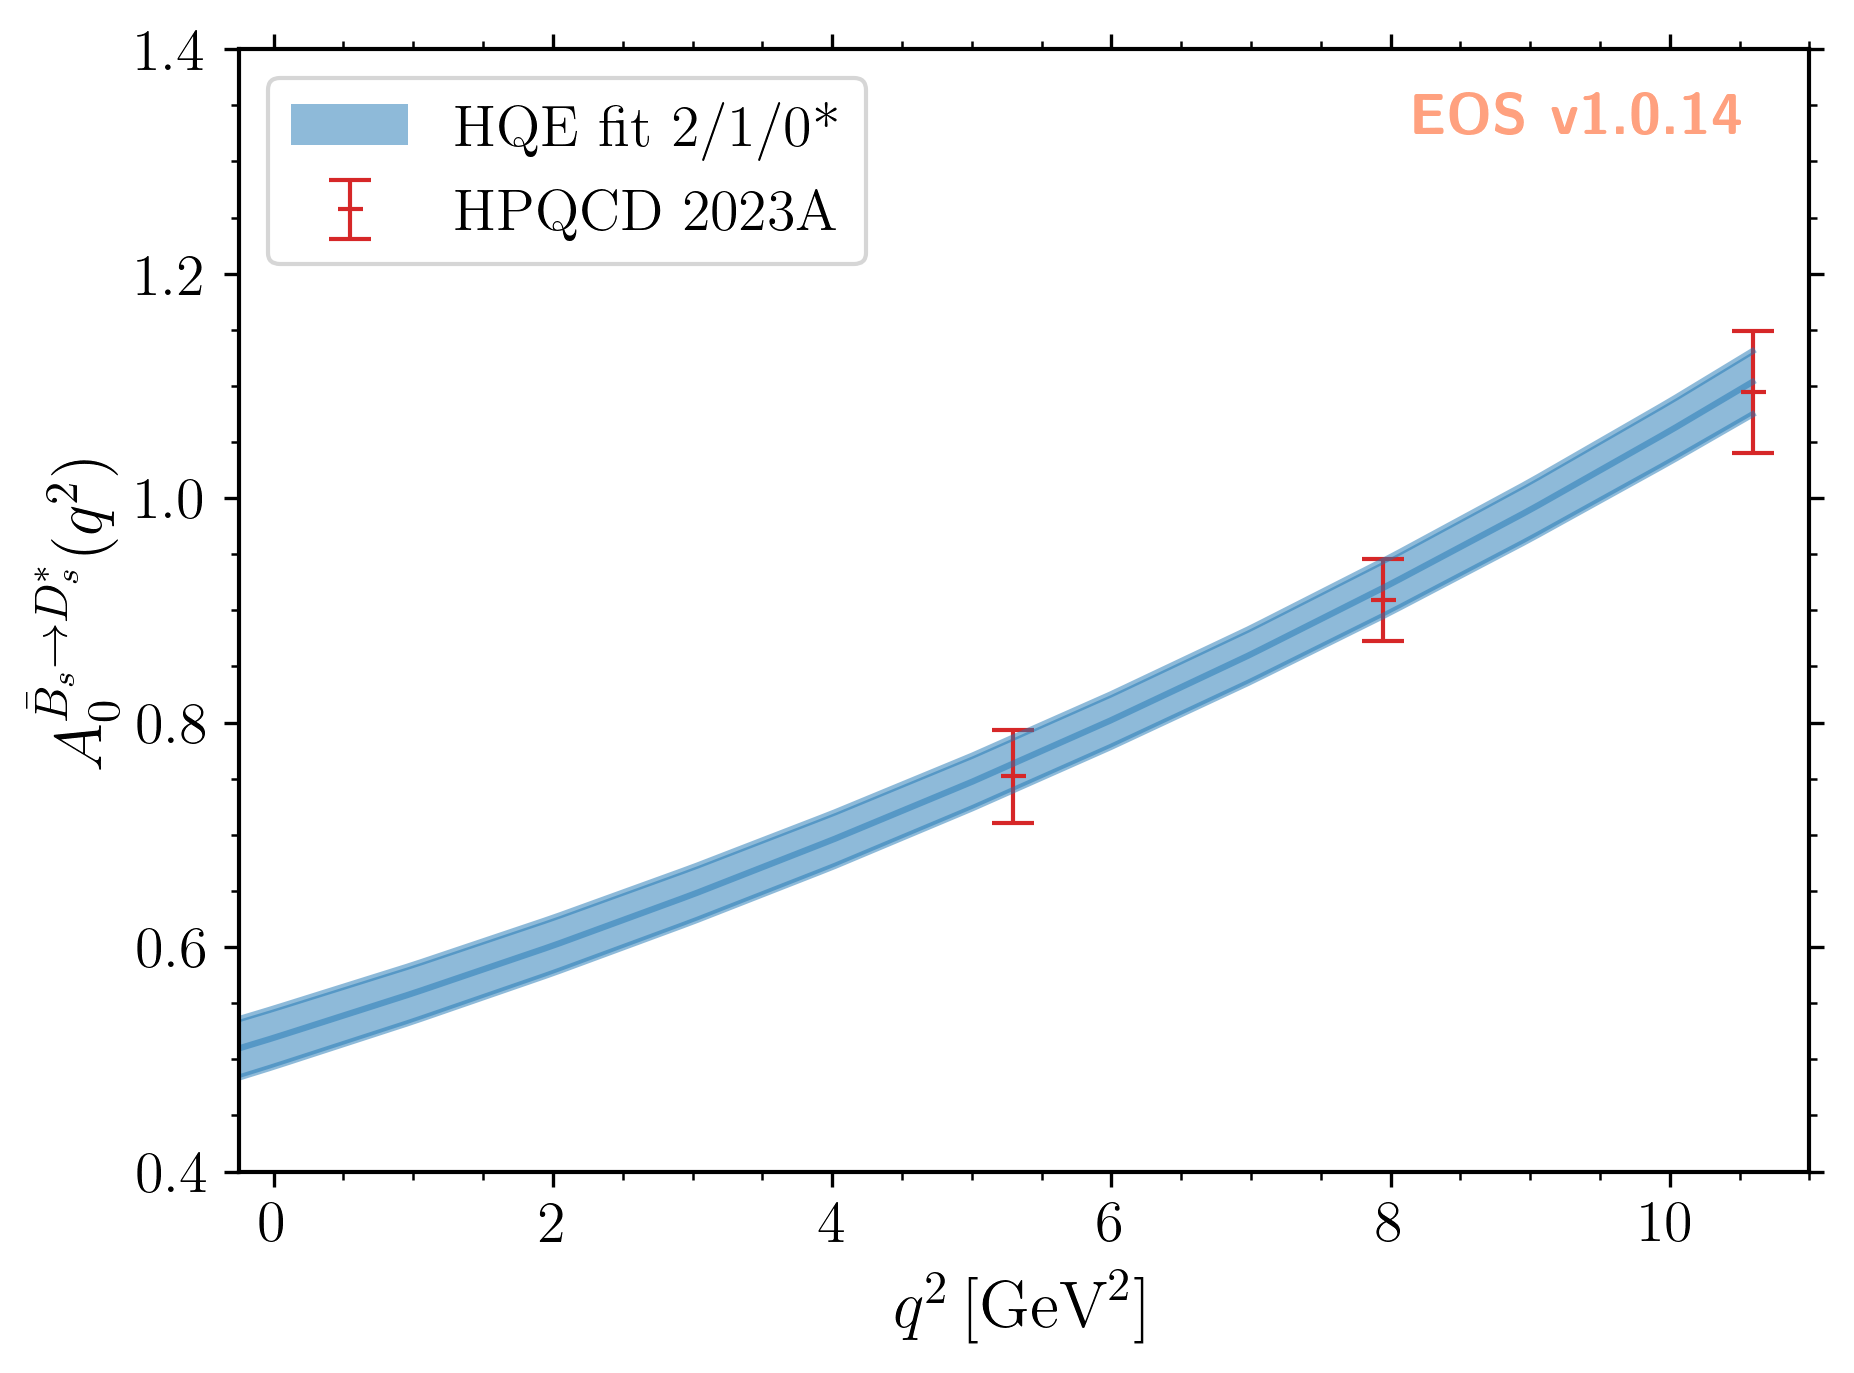 HQE fit 2/1/0*
HPQCD 2023A
EOS v1.0.14
1.4
1.2
1.0
0.8
0.6
0.4
A_0^{\bar{B}_s→D_s^*}(q^2)
0 2 4 6 8 10
q^2 [GeV^2]